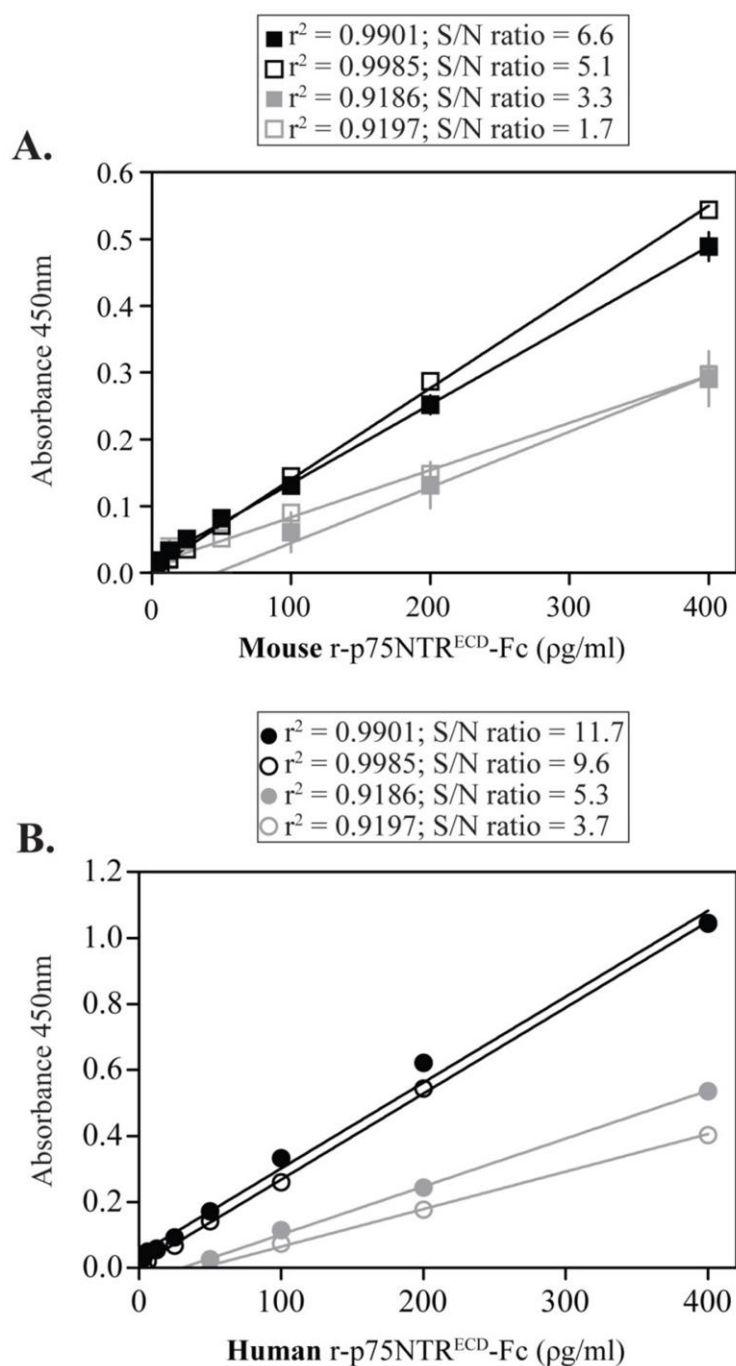 r² = 0.9901; S/N ratio = 6.6
r² = 0.9985; S/N ratio = 5.1
r² = 0.9186; S/N ratio = 3.3
r² = 0.9197; S/N ratio = 1.7
A.
0.6
0.5
0.4
0.3
0.2
0.1
0.0
Absorbance 450nm
0 100 200 300 400
Mouse r-p75NTRᴱᶜᴰ-Fc (ρg/ml)
r² = 0.9901; S/N ratio = 11.7
r² = 0.9985; S/N ratio = 9.6
r² = 0.9186; S/N ratio = 5.3
r² = 0.9197; S/N ratio = 3.7
B.
1.2
1.0
0.8
0.6
0.4
0.2
0.0
Absorbance 450nm
0 100 200 300 400
Human r-p75NTRᴱᶜᴰ-Fc (ρg/ml)